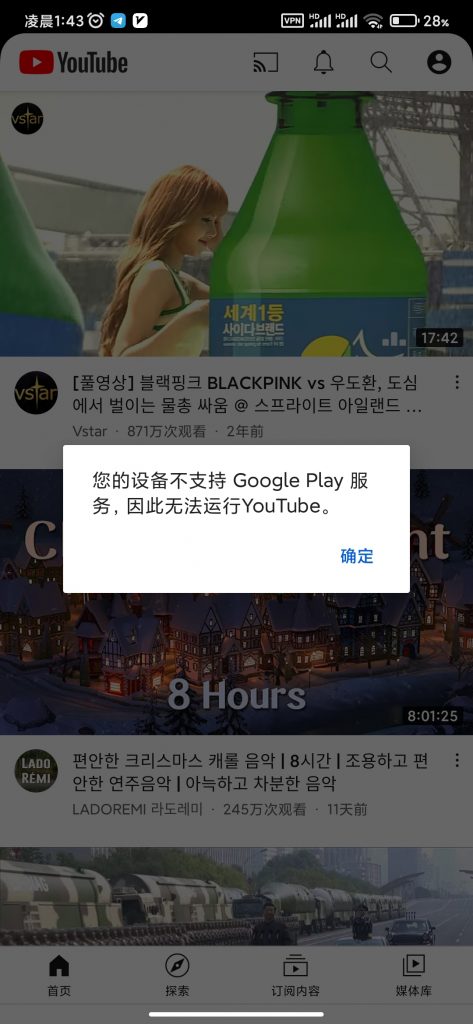 凌晨1:43
VPN HD HD 28%
YouTube
vstar
세계1등
사이다브랜드
17:42
vstar
[풀영상] 블랙핑크 BLACKPINK vs 우도환, 도심
에서 벌이는 물총 싸움 @ 스프라이트 아일랜드 ...
Vstar · 871万次观看 · 2年前
您的设备不支持 Google Play 服
务，因此无法运行YouTube。
确定
8 Hours
8:01:25
LADO
RÉMI
편안한 크리스마스 캐롤 음악 | 8시간 | 조용하고 편
안한 연주음악 | 아늑하고 차분한 음악
LADOREMI 라도레미 · 245万次观看 · 11天前
首页
探索
订阅内容
媒体库